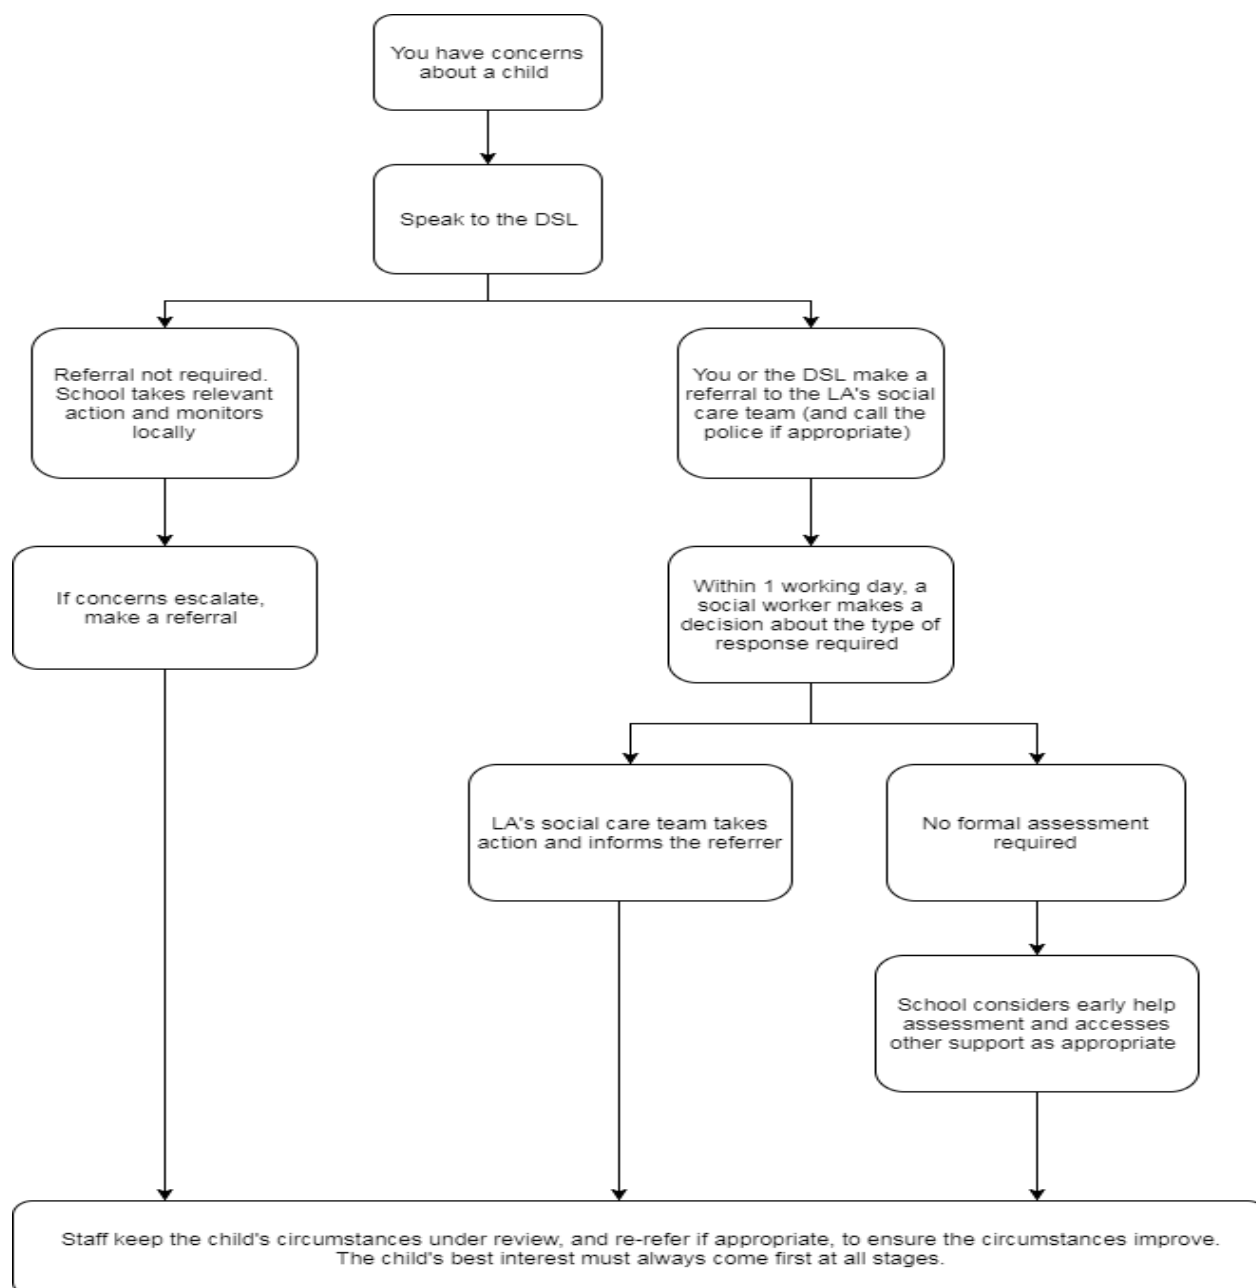 You have concerns
about a child
Speak to the DSL
Referral not required.
School takes relevant
action and monitors
locally
You or the DSL make a
referral to the LA's social
care team (and call the
police if appropriate)
If concerns escalate,
make a referral
Within 1 working day, a
social worker makes a
decision about the type of
response required
LA's social care team takes
action and informs the referrer
No formal assessment
required
School considers early help
assessment and accesses
other support as appropriate
Staff keep the child's circumstances under review, and re-refer if appropriate, to ensure the circumstances improve.
The child's best interest must always come first at all stages.